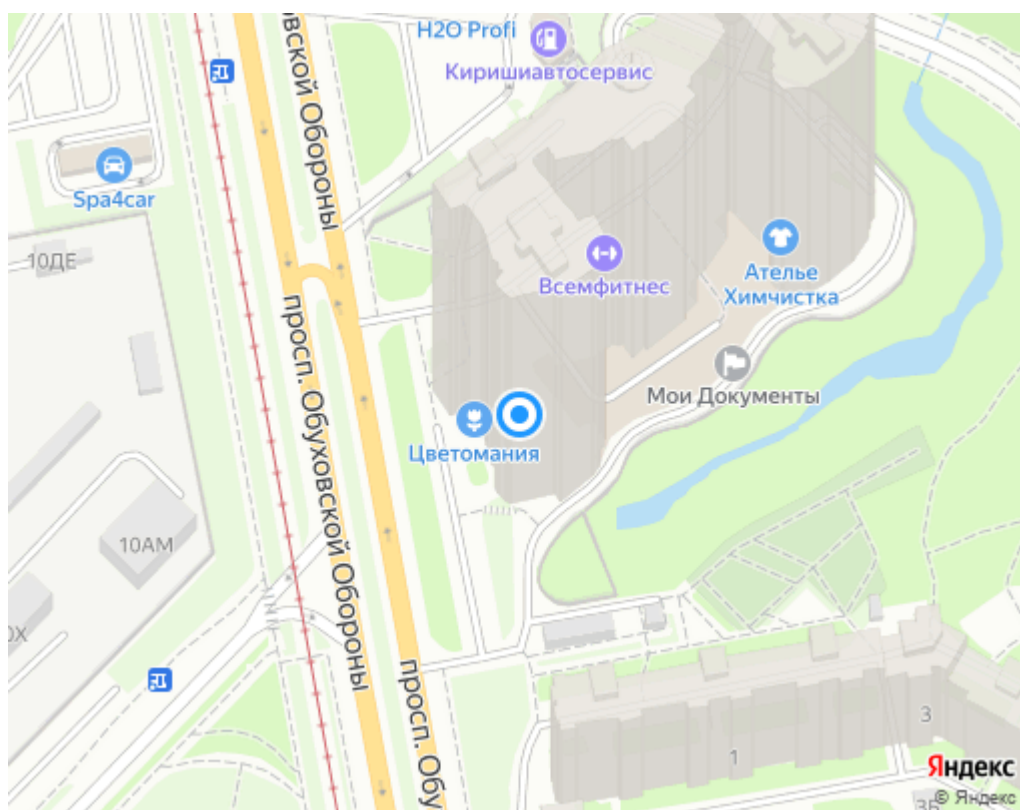 H2O Profi
Киришиавтосервис
вской Обороны
Spa4car
10ДЕ
Всемфитнес
Ателье
Химчистка
Мои Документы
Цветомания
просп. Обуховской Обороны
10АМ
ОХ
просп. Обу
1
3
Яндекс
© Яндекс